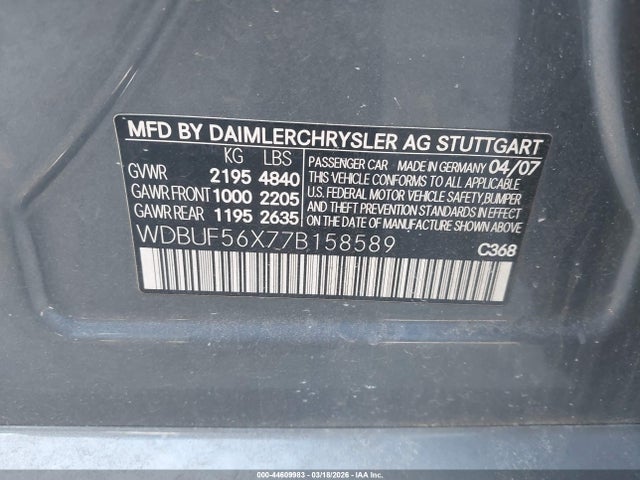 MFD BY DAIMLERCHRYSLER AG STUTTGART
KG LBS
GVWR 2195 4840
GAWR FRONT 1000 2205
GAWR REAR 1195 2635
PASSENGER CAR MADE IN GERMANY 04/07
THIS VEHICLE CONFORMS TO ALL APPLICABLE
U.S. FEDERAL MOTOR VEHICLE SAFETY,BUMPER
AND THEFT PREVENTION STANDARDS IN EFFECT
ON THE DATE OF MANUFACTURE SHOWN ABOVE
WDBUF56X77B158589
C368
000-44609983 - 03/18/2026 - IAA Inc.